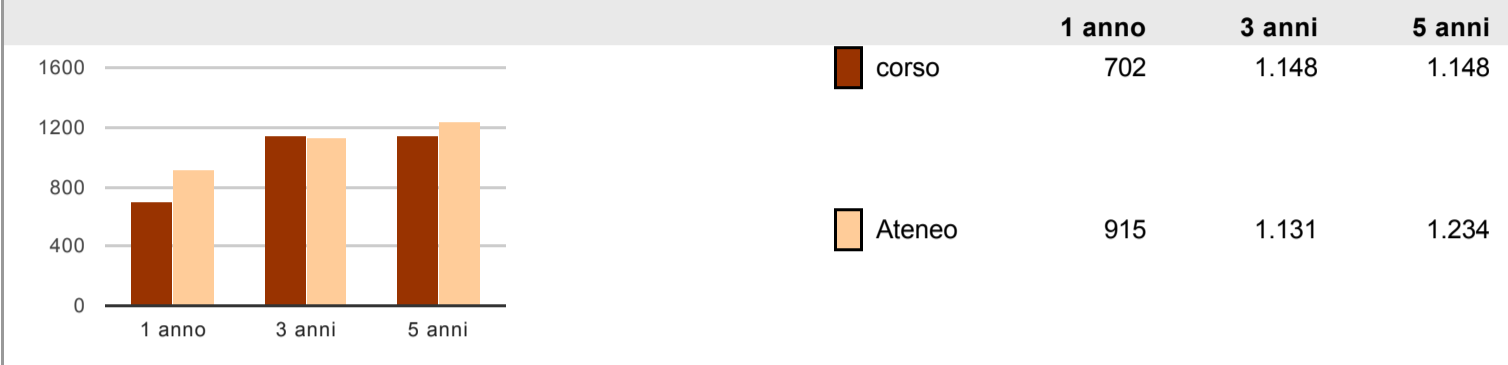 1 anno 3 anni 5 anni
1600
1200
800
400
0
1 anno 3 anni 5 anni
corso 702 1.148 1.148
Ateneo 915 1.131 1.234